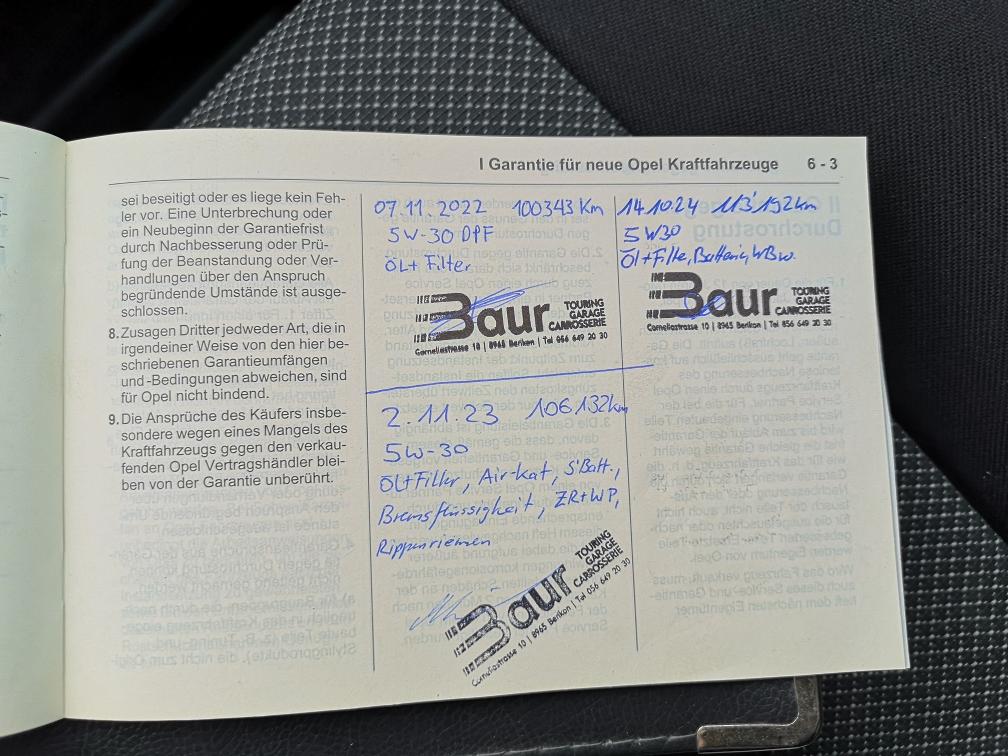 I Garantie für neue Opel Kraftfahrzeuge 6 - 3
sei beseitigt oder es liege kein Feh-
ler vor. Eine Unterbrechung oder
ein Neubeginn der Garantiefrist
durch Nachbesserung oder Prü-
fung der Beanstandung oder Ver-
handlungen über den Anspruch
begründende Umstände ist ausge-
schlossen.
8. Zusagen Dritter jedweder Art, die in
irgendeiner Weise von den hier be-
schriebenen Garantieumfängen
und -Bedingungen abweichen, sind
für Opel nicht bindend.
9. Die Ansprüche des Käufers insbe-
sondere wegen eines Mangels des
Kraftfahrzeugs gegen den verkau-
fenden Opel Vertragshändler blei-
ben von der Garantie unberührt.
07.11.2022 100343 Km
5W-30 DPF
ÖL+ Filter
Baur TOURING
GARAGE
CARROSSERIE
Corneliastrasse 10 | 8965 Berikon | Tel 056 649 20 30
2.11.23 106132km
5W-30
ÖL+Filter, Air-kat, S'Batt.,
Bremsflüssigkeit, ZR+WP,
Rippenriemen
Baur TOURING
GARAGE
CARROSSERIE
Corneliastrasse 10 | 8965 Berikon | Tel 056 649 20 30
14.10.24 113'192km
5W30
Öl+Filter, Batterie, WBw.
Baur TOURING
GARAGE
CARROSSERIE
Corneliastrasse 10 | 8965 Berikon | Tel 056 649 20 30